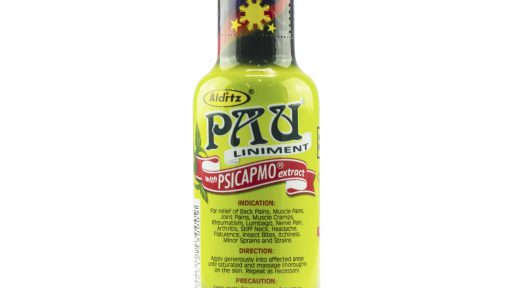 Aldritz®
PAU
LINIMENT
with PSICAPMO® extract
INDICATION:
For relief of Back Pains, Muscle Pains,
Joint Pains, Muscle Cramps,
Rheumatism, Lumbago, Nerve Pain,
Arthritis, Stiff Neck, Headache,
Flatulence, Insect Bites, Itchiness,
Minor Sprains and Strains
DIRECTION:
Apply generously into affected areas
until saturated and massage thoroughly
on the skin. Repeat as necessary.
PRECAUTION: